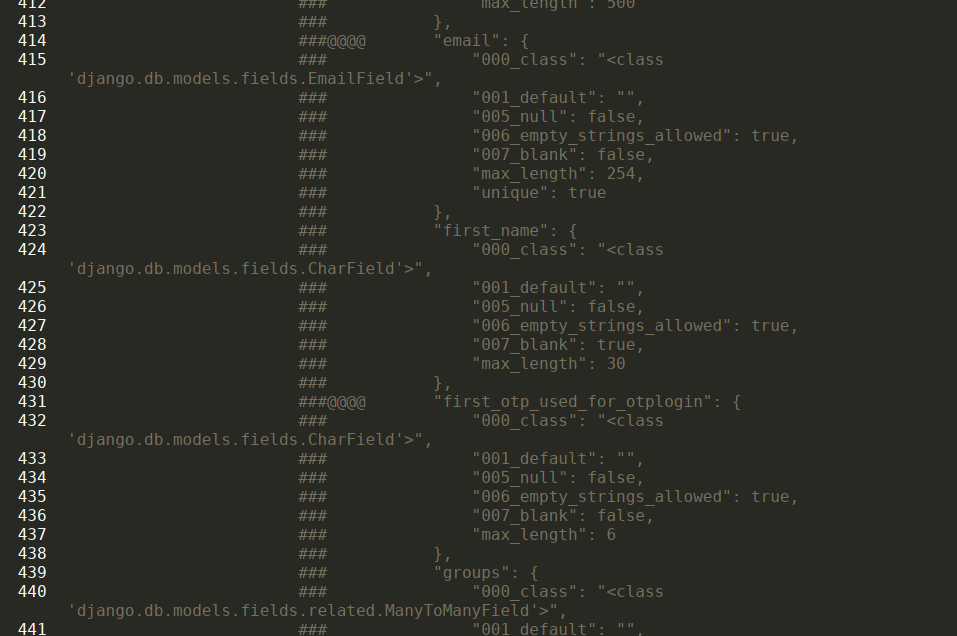 412 ### "max_length": 500
413 ### },
414 ###@@@@ "email": {
415 ### "000_class": "<class
'django.db.models.fields.EmailField'>",
416 ### "001_default": "",
417 ### "005_null": false,
418 ### "006_empty_strings_allowed": true,
419 ### "007_blank": false,
420 ### "max_length": 254,
421 ### "unique": true
422 ### },
423 ### "first_name": {
424 ### "000_class": "<class
'django.db.models.fields.CharField'>",
425 ### "001_default": "",
426 ### "005_null": false,
427 ### "006_empty_strings_allowed": true,
428 ### "007_blank": true,
429 ### "max_length": 30
430 ### },
431 ###@@@@ "first_otp_used_for_otplogin": {
432 ### "000_class": "<class
'django.db.models.fields.CharField'>",
433 ### "001_default": "",
434 ### "005_null": false,
435 ### "006_empty_strings_allowed": true,
436 ### "007_blank": false,
437 ### "max_length": 6
438 ### },
439 ### "groups": {
440 ### "000_class": "<class
'django.db.models.fields.related.ManyToManyField'>",
441 ### "001_default": "",